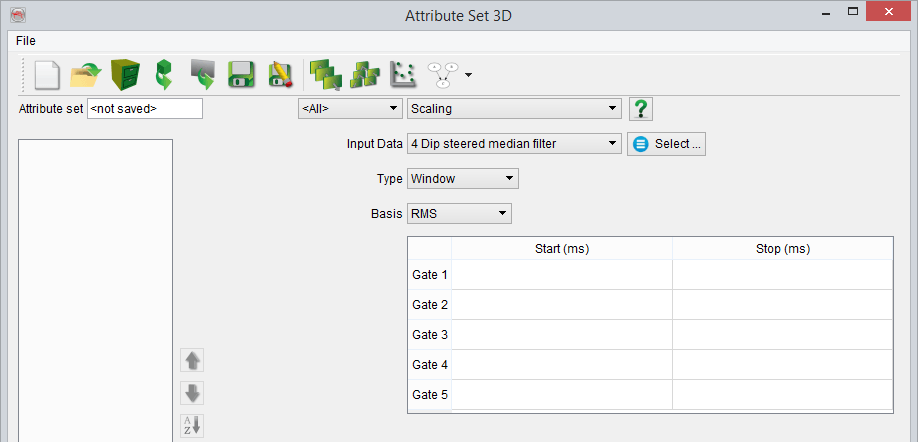 Attribute Set 3D
File
Attribute set <not saved> <All> Scaling ?
Input Data 4 Dip steered median filter Select ...
Type Window
Basis RMS
Start (ms) Stop (ms)
Gate 1
Gate 2
Gate 3
Gate 4
Gate 5
A
Z